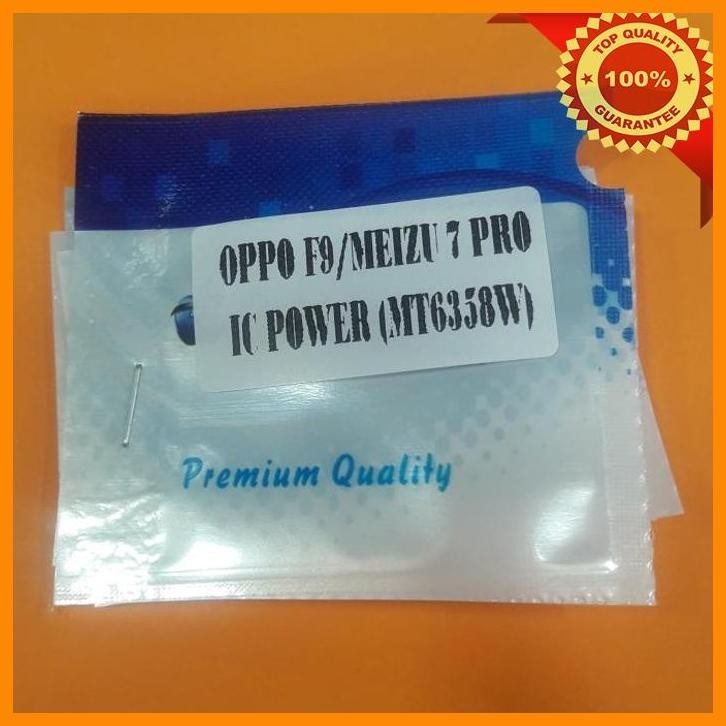 TOP QUALITY
100%
GUARANTEE
OPPO F9/MEIZU 7 PRO
IC POWER (MT6358W)
Premium Quality